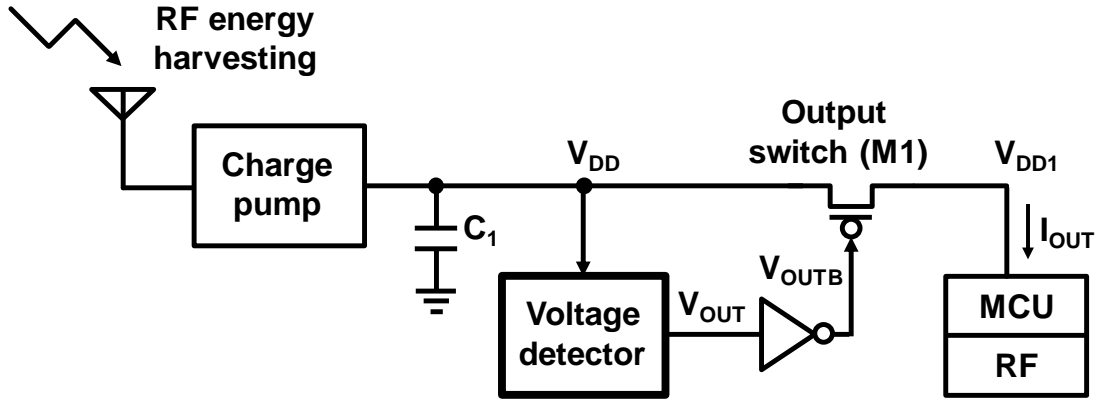 RF energy
harvesting
Charge
pump
C1
VDD
Voltage
detector
VOUT
VOUTB
Output
switch (M1)
VDD1
IOUT
MCU
RF